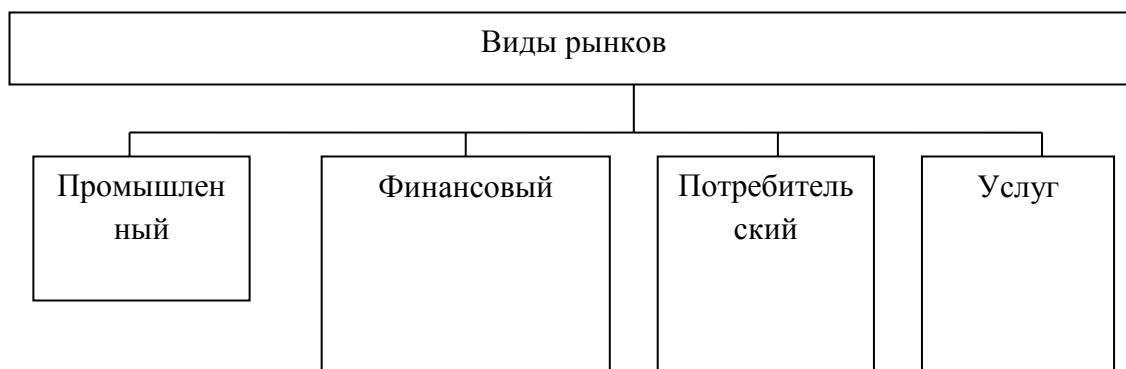 Виды рынков
Промышлен
ный
Финансовый
Потребитель
ский
Услуг